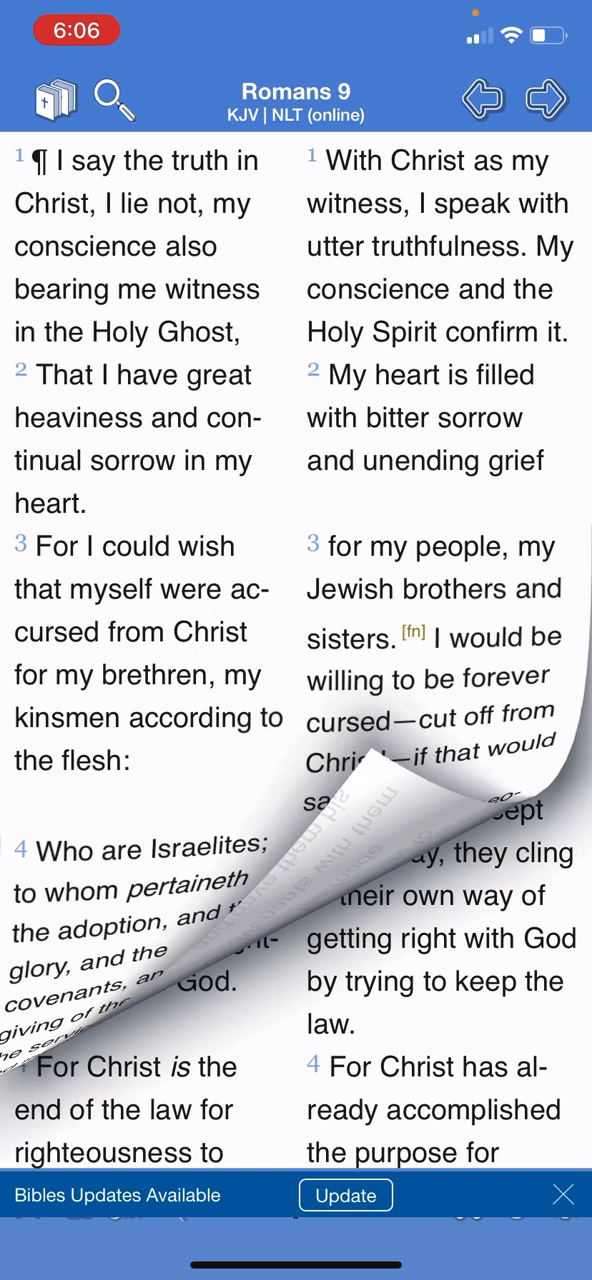 6:06
Romans 9
KJV | NLT (online)
1 ¶ I say the truth in
Christ, I lie not, my
conscience also
bearing me witness
in the Holy Ghost,
2 That I have great
heaviness and con-
tinual sorrow in my
heart.
3 For I could wish
that myself were ac-
cursed from Christ
for my brethren, my
kinsmen according to
the flesh:
4 Who are Israelites;
to whom pertaineth
the adoption, and
glory, and the
covenants, an
giving of the
God.
For Christ is the
end of the law for
righteousness to
1 With Christ as my
witness, I speak with
utter truthfulness. My
conscience and the
Holy Spirit confirm it.
2 My heart is filled
with bitter sorrow
and unending grief
3 for my people, my
Jewish brothers and
sisters. [fn] I would be
willing to be forever
cursed—cut off from
—if that would
they cling
their own way of
getting right with God
by trying to keep the
law.
4 For Christ has al-
ready accomplished
the purpose for
Bibles Updates Available
Update